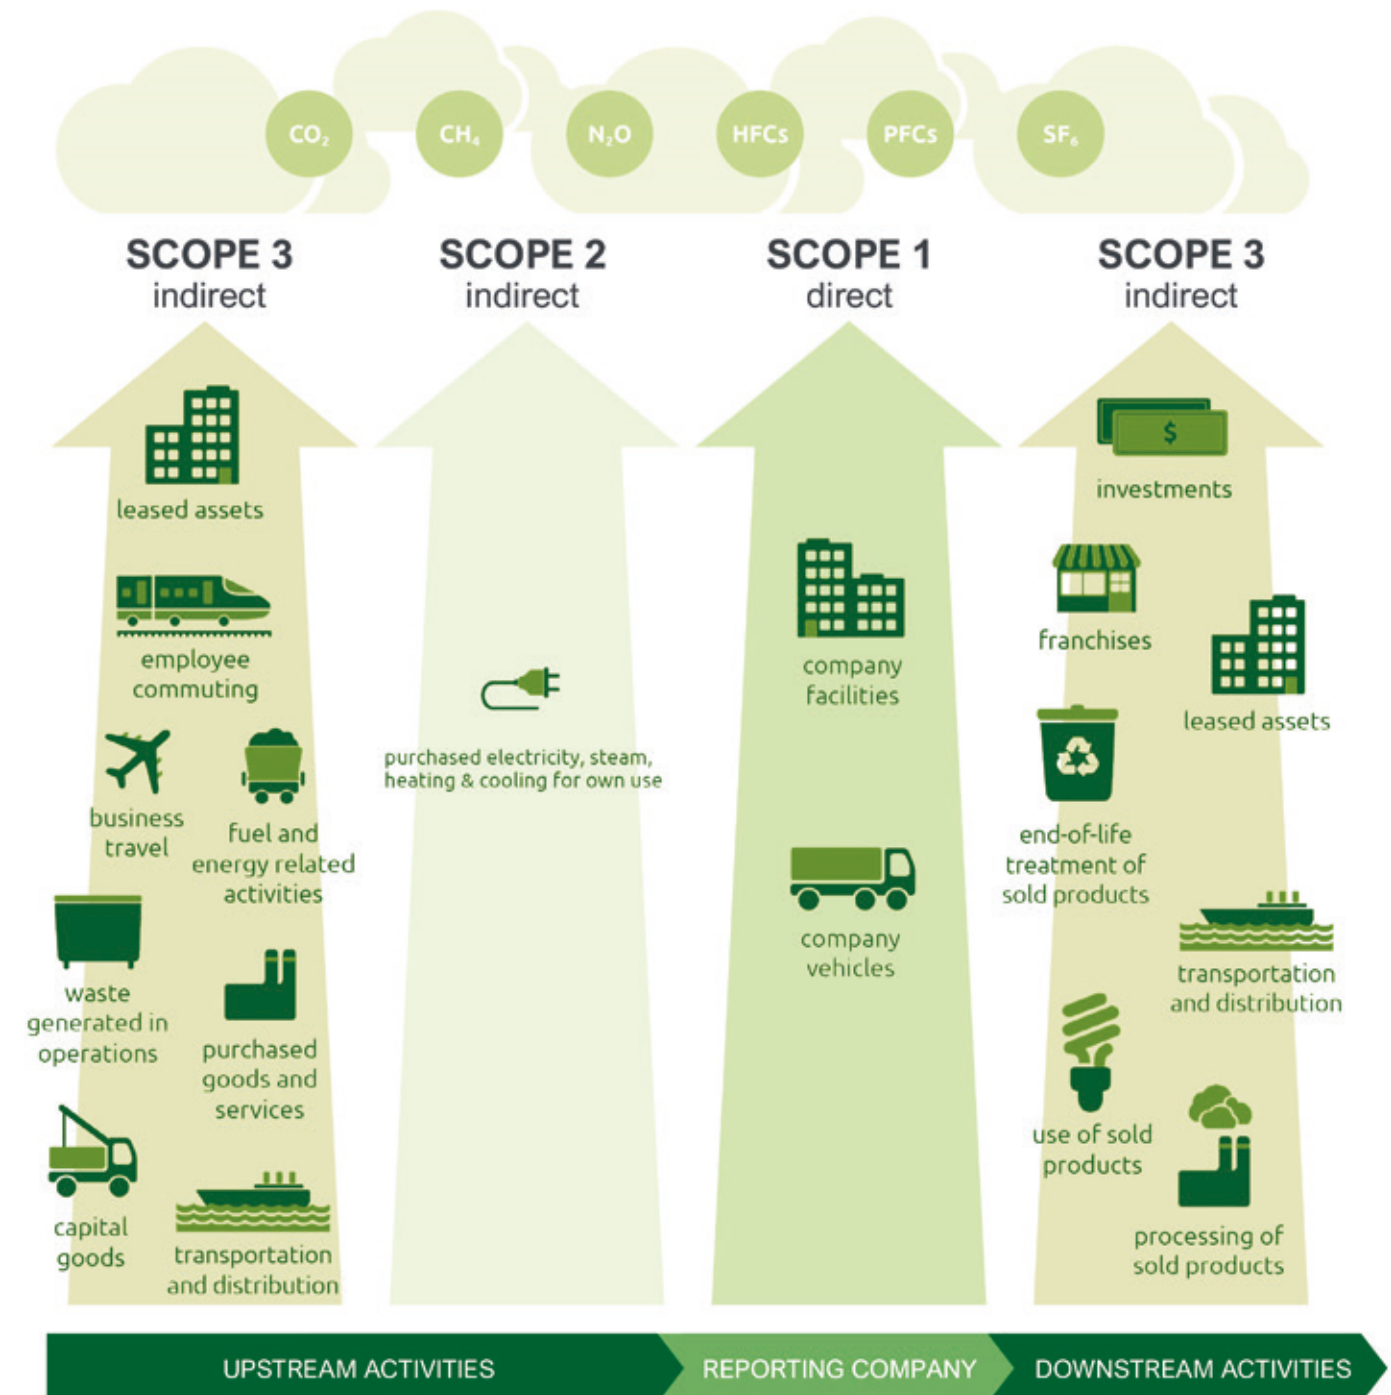 CO₂
CH₄
N₂O
HFCs
PFCs
SF₆
SCOPE 3
indirect
SCOPE 2
indirect
SCOPE 1
direct
SCOPE 3
indirect
leased assets
employee
commuting
business
travel
fuel and
energy related
activities
waste
generated in
operations
purchased
goods and
services
capital
goods
transportation
and distribution
purchased electricity, steam,
heating & cooling for own use
company
facilities
company
vehicles
$
investments
franchises
leased assets
end-of-life
treatment of
sold products
transportation
and distribution
use of sold
products
processing of
sold products
UPSTREAM ACTIVITIES
REPORTING COMPANY
DOWNSTREAM ACTIVITIES